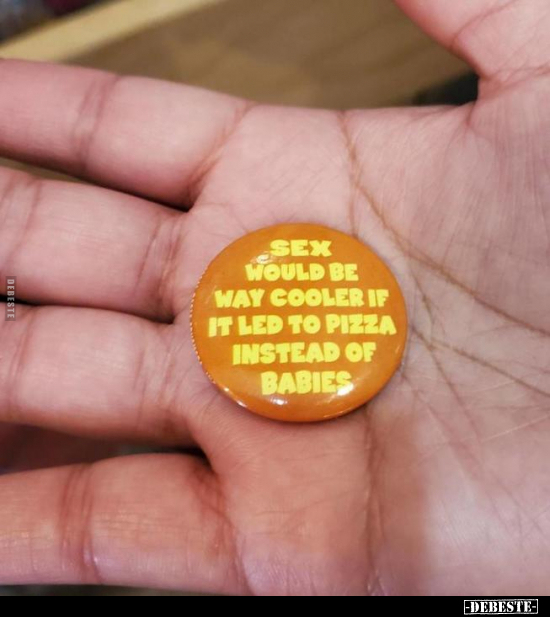 SEX
WOULD BE
WAY COOLER IF
IT LED TO PIZZA
INSTEAD OF
BABIES
DEBESTE
-DEBESTE-